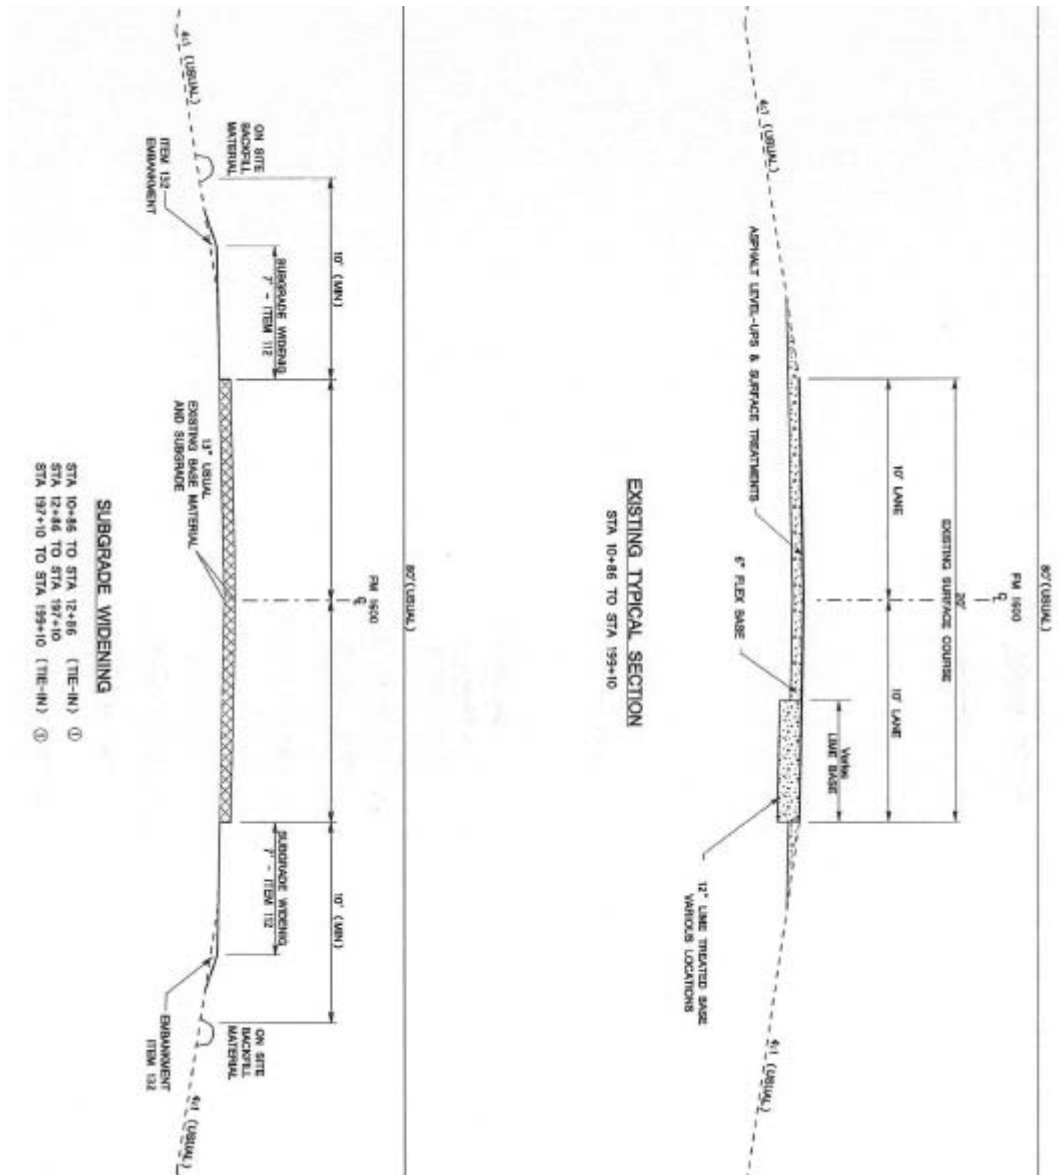 80'(USUAL)
FM 1600
℄
20'
EXISTING SURFACE COURSE
10' LANE
10' LANE
Varies
LIME BASE
4:1 (USUAL)
4:1 (USUAL)
ASPHALT LEVEL-UPS & SURFACE TREATMENTS
6" FLEX BASE
12" LIME TREATED BASE
VARIOUS LOCATIONS
EXISTING TYPICAL SECTION
STA 10+86 TO STA 199+10
80'(USUAL)
FM 1600
℄
10' (MIN)
10' (MIN)
SUBGRADE WIDENIG
7' - ITEM 112
SUBGRADE WIDENIG
7' - ITEM 112
ON SITE
BACKFILL
MATERIAL
ON SITE
BACKFILL
MATERIAL
4:1 (USUAL)
4:1 (USUAL)
ITEM 132
EMBANKMENT
EMBANKMENT
ITEM 132
13" USUAL
EXISTING BASE MATERIAL
AND SUBGRADE
SUBGRADE WIDENING
STA 10+86 TO STA 12+86 (TIE-IN) ①
STA 12+86 TO STA 197+10
STA 197+10 TO STA 199+10 (TIE-IN) ①